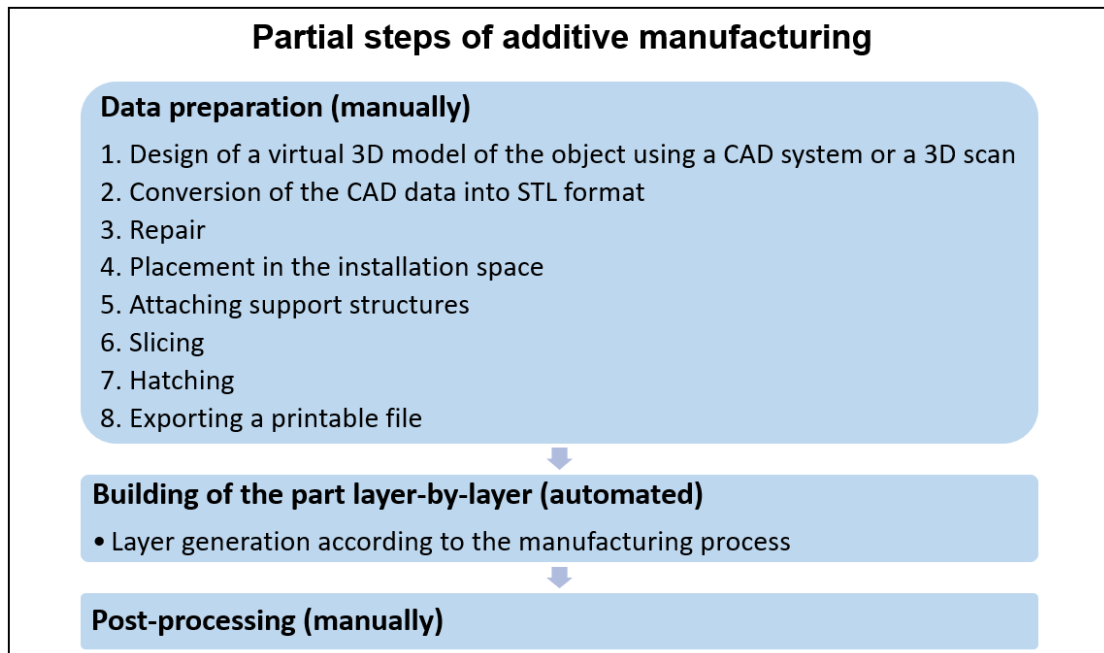 Partial steps of additive manufacturing
Data preparation (manually)
1. Design of a virtual 3D model of the object using a CAD system or a 3D scan
2. Conversion of the CAD data into STL format
3. Repair
4. Placement in the installation space
5. Attaching support structures
6. Slicing
7. Hatching
8. Exporting a printable file
Building of the part layer-by-layer (automated)
• Layer generation according to the manufacturing process
Post-processing (manually)